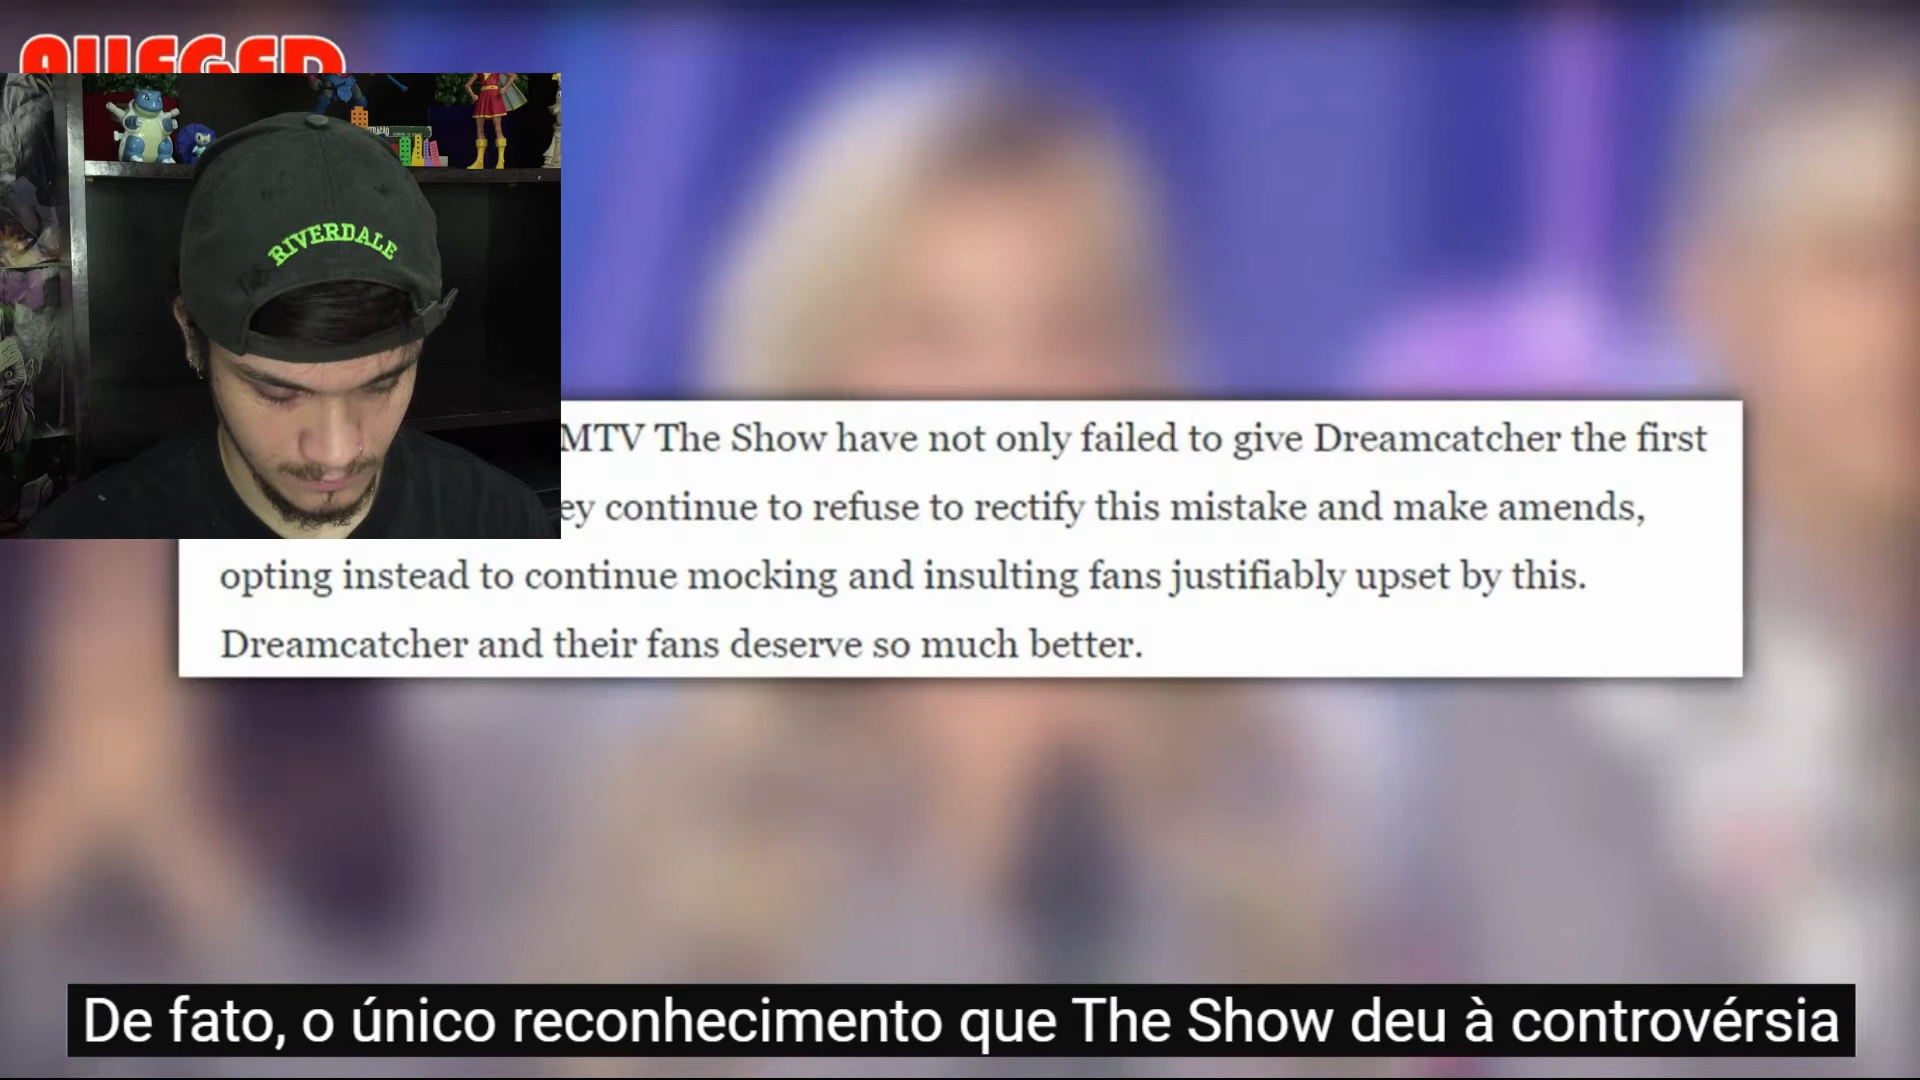 ALLEGED
RIVERDALE
MTV The Show have not only failed to give Dreamcatcher the first
ey continue to refuse to rectify this mistake and make amends,
opting instead to continue mocking and insulting fans justifiably upset by this.
Dreamcatcher and their fans deserve so much better.
De fato, o único reconhecimento que The Show deu à controvérsia